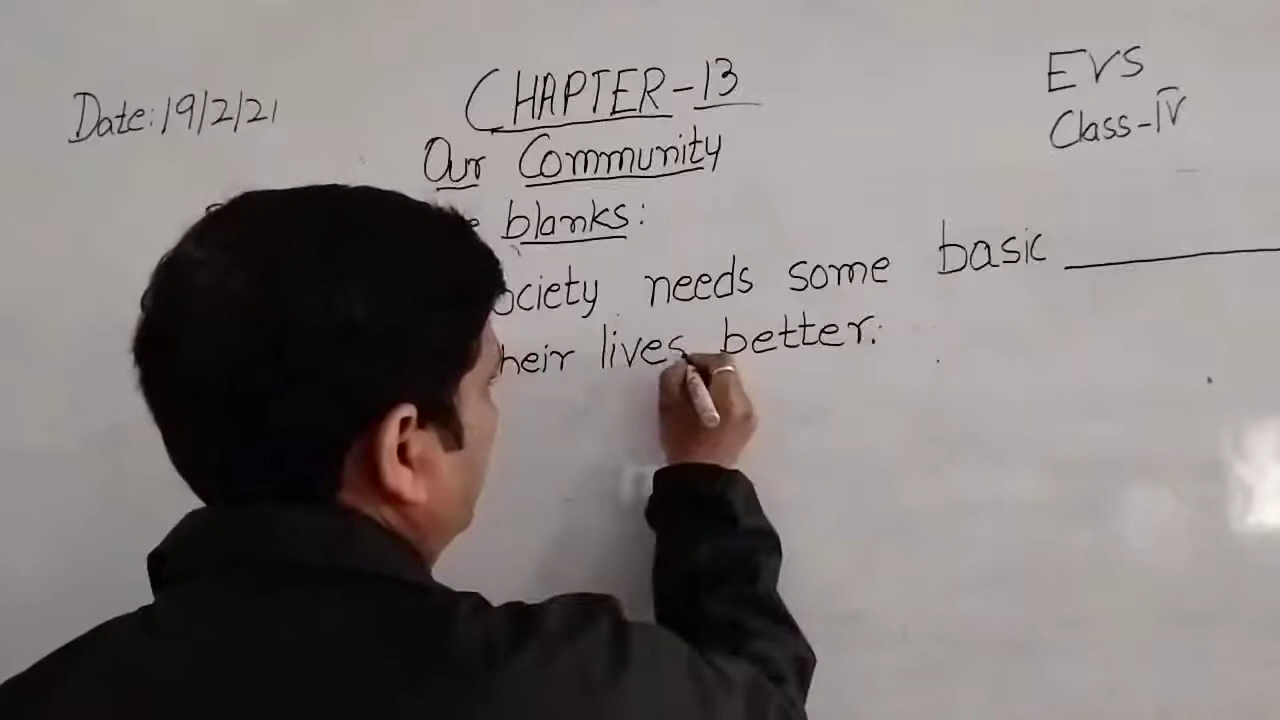 Date: 19/2/21
CHAPTER-13
EVS
Class-IV
Our Community
blanks:
ociety needs some basic ________
heir lives better.